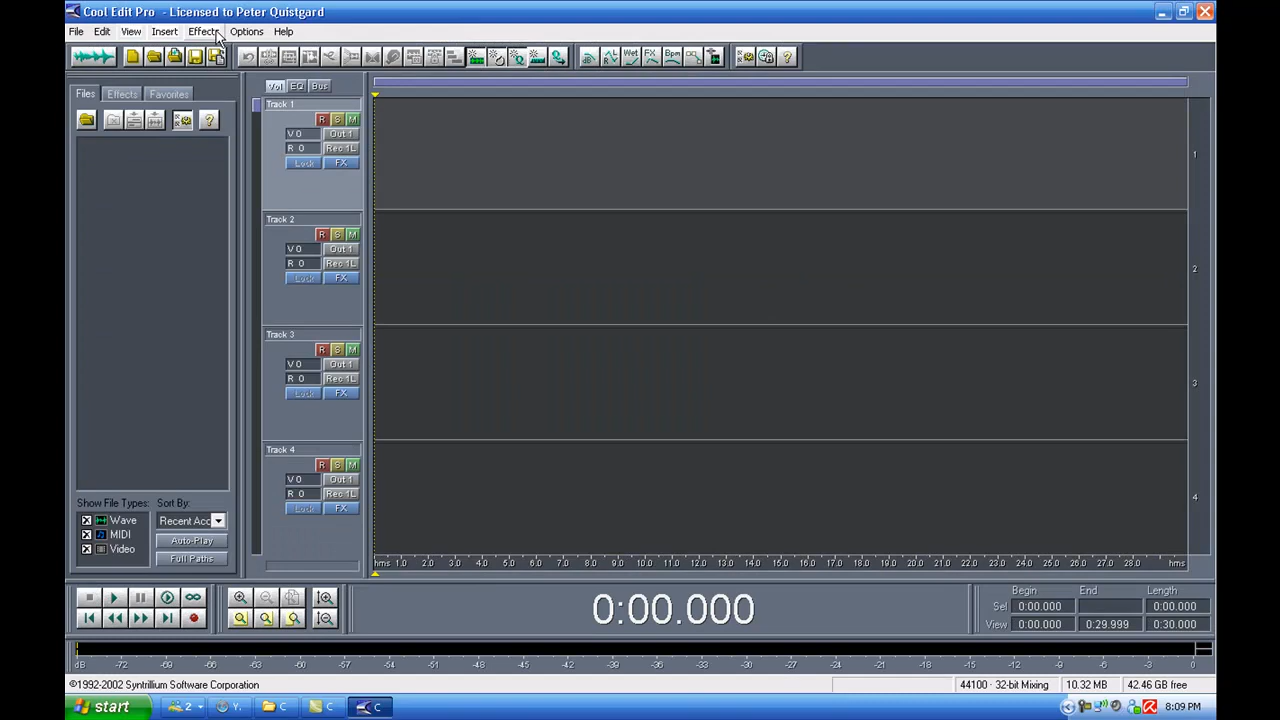 Cool Edit Pro - Licensed to Peter Quistgard
File Edit View Insert Effects Options Help
Wet FX Bpm
Files Effects Favorites
Vol EQ Bus
Track 1
R S M
V 0 Out 1
R 0 Rec 1L
Lock FX
1
Track 2
R S M
V 0 Out 1
R 0 Rec 1L
Lock FX
2
Track 3
R S M
V 0 Out 1
R 0 Rec 1L
Lock FX
3
Track 4
R S M
V 0 Out 1
R 0 Rec 1L
Lock FX
4
Show File Types: Sort By:
Wave Recent Acc
MIDI Auto-Play
Video Full Paths
hms 1.0 2.0 3.0 4.0 5.0 6.0 7.0 8.0 9.0 10.0 11.0 12.0 13.0 14.0 15.0 16.0 17.0 18.0 19.0 20.0 21.0 22.0 23.0 24.0 25.0 26.0 27.0 28.0 hms
0:00.000
Begin End Length
Sel 0:00.000 0:00.000
View 0:00.000 0:29.999 0:30.000
dB -72 -69 -66 -63 -60 -57 -54 -51 -48 -45 -42 -39 -36 -33 -30 -27 -24 -21 -18 -15 -12 -9 -6 -3 0
©1992-2002 Syntrillium Software Corporation 44100 · 32-bit Mixing 10.32 MB 42.46 GB free
start 2 Y. C C C 8:09 PM